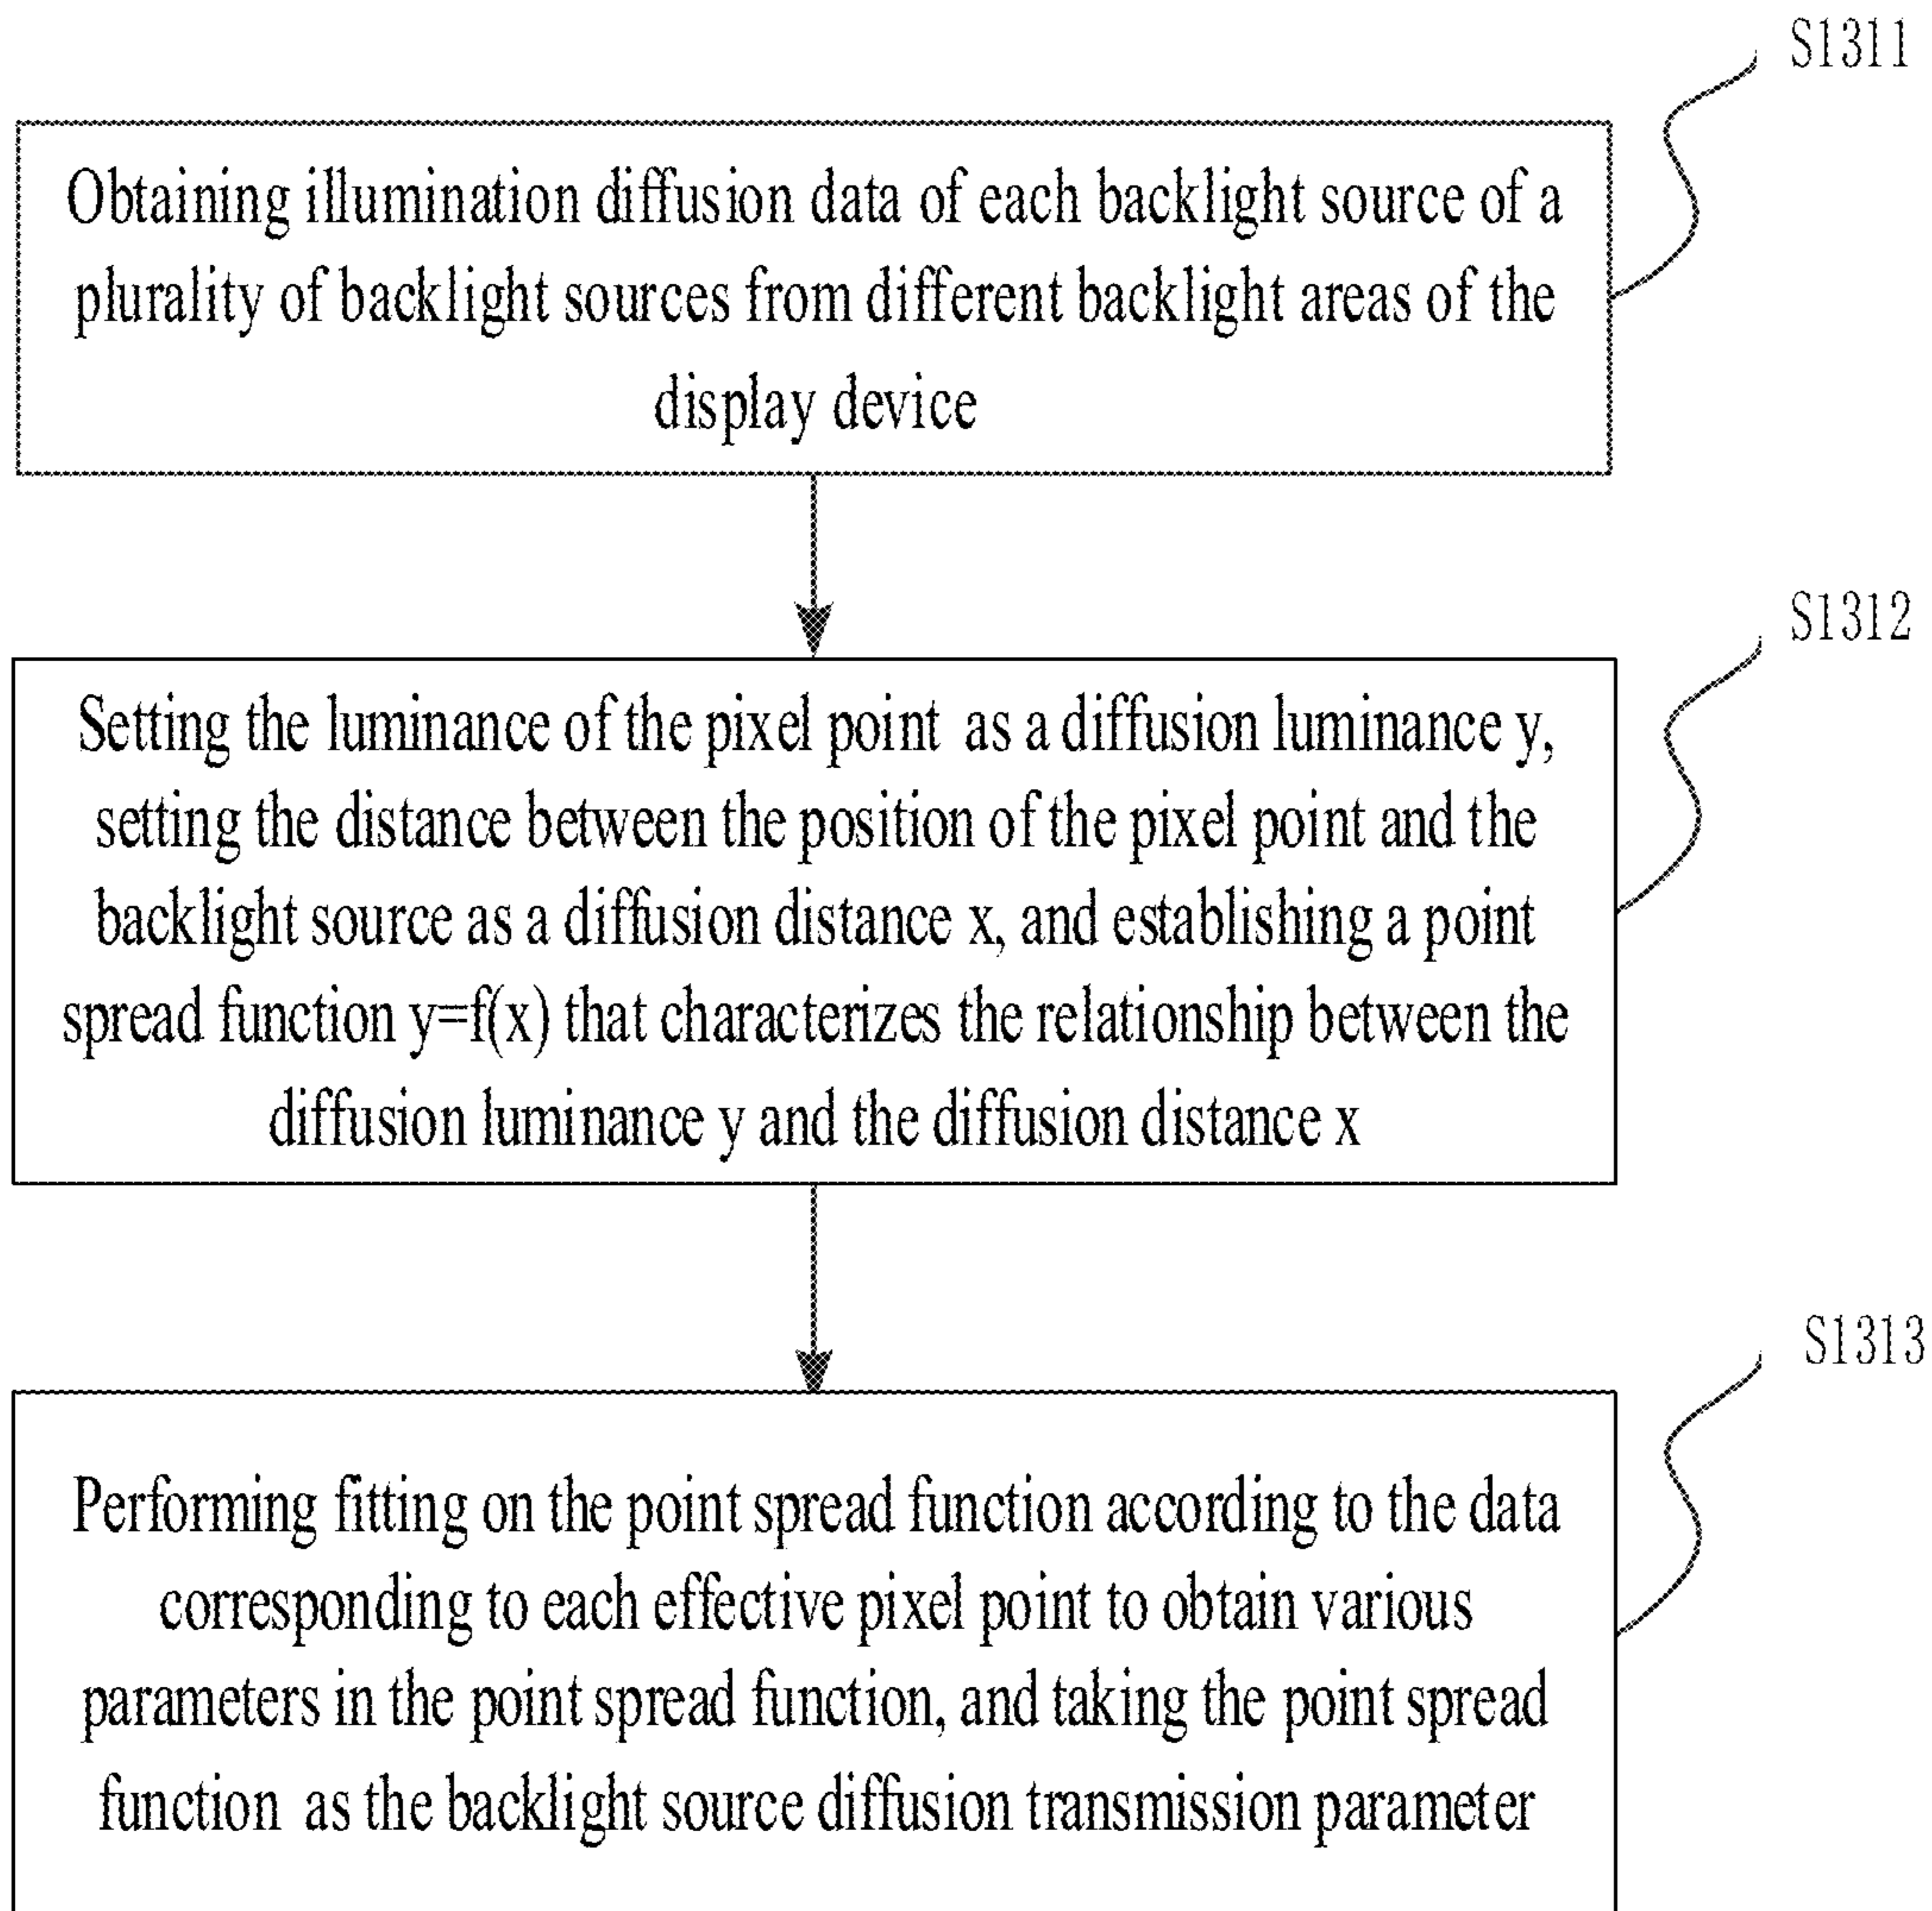 S1311
Obtaining illumination diffusion data of each backlight source of a
plurality of backlight sources from different backlight areas of the
display device
S1312
Setting the luminance of the pixel point as a diffusion luminance y,
setting the distance between the position of the pixel point and the
backlight source as a diffusion distance x, and establishing a point
spread function y=f(x) that characterizes the relationship between the
diffusion luminance y and the diffusion distance x
S1313
Performing fitting on the point spread function according to the data
corresponding to each effective pixel point to obtain various
parameters in the point spread function, and taking the point spread
function as the backlight source diffusion transmission parameter